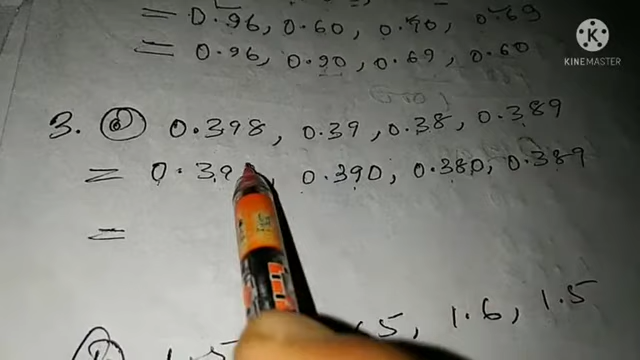 = 0.96, 0.60, 0.90, 0.69
= 0.96, 0.90, 0.69, 0.60
K
KINEMASTER
3. 0.398, 0.39, 0.38, 0.389
= 0.39 , 0.390, 0.380, 0.389
=
5, 1.6, 1.5